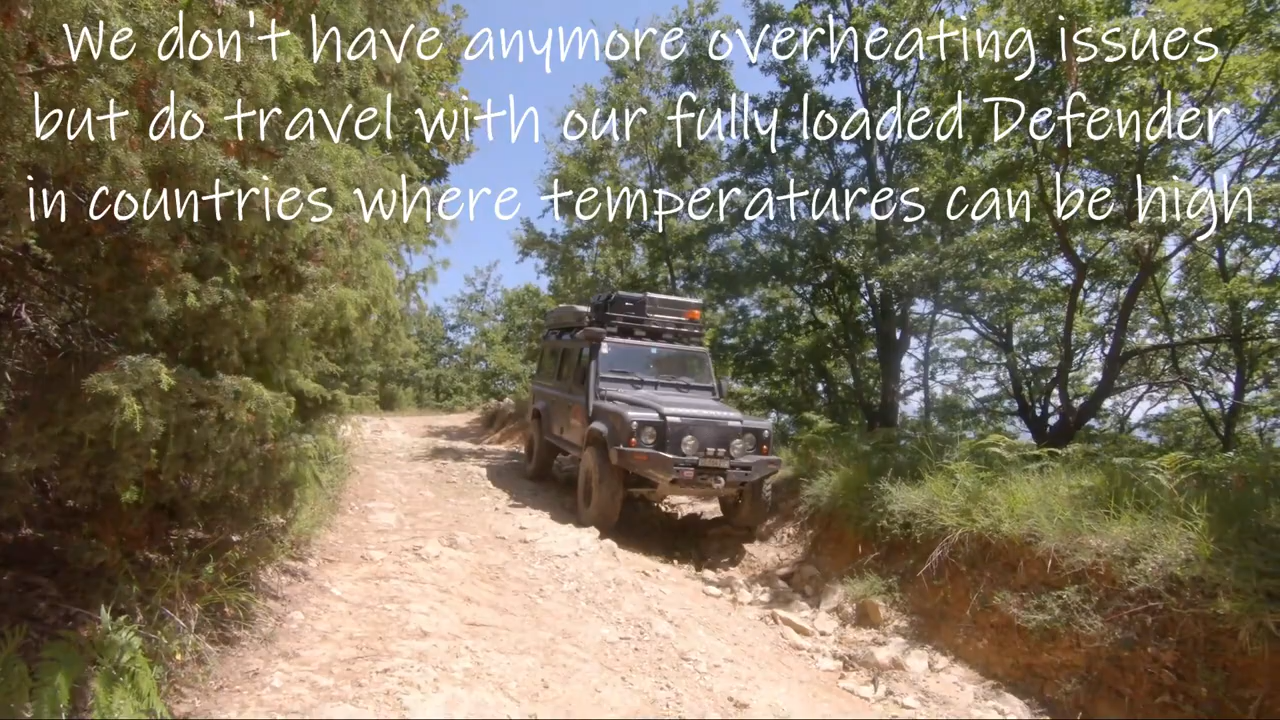 We don't have anymore overheating issues
but do travel with our fully loaded Defender
in countries where temperatures can be high